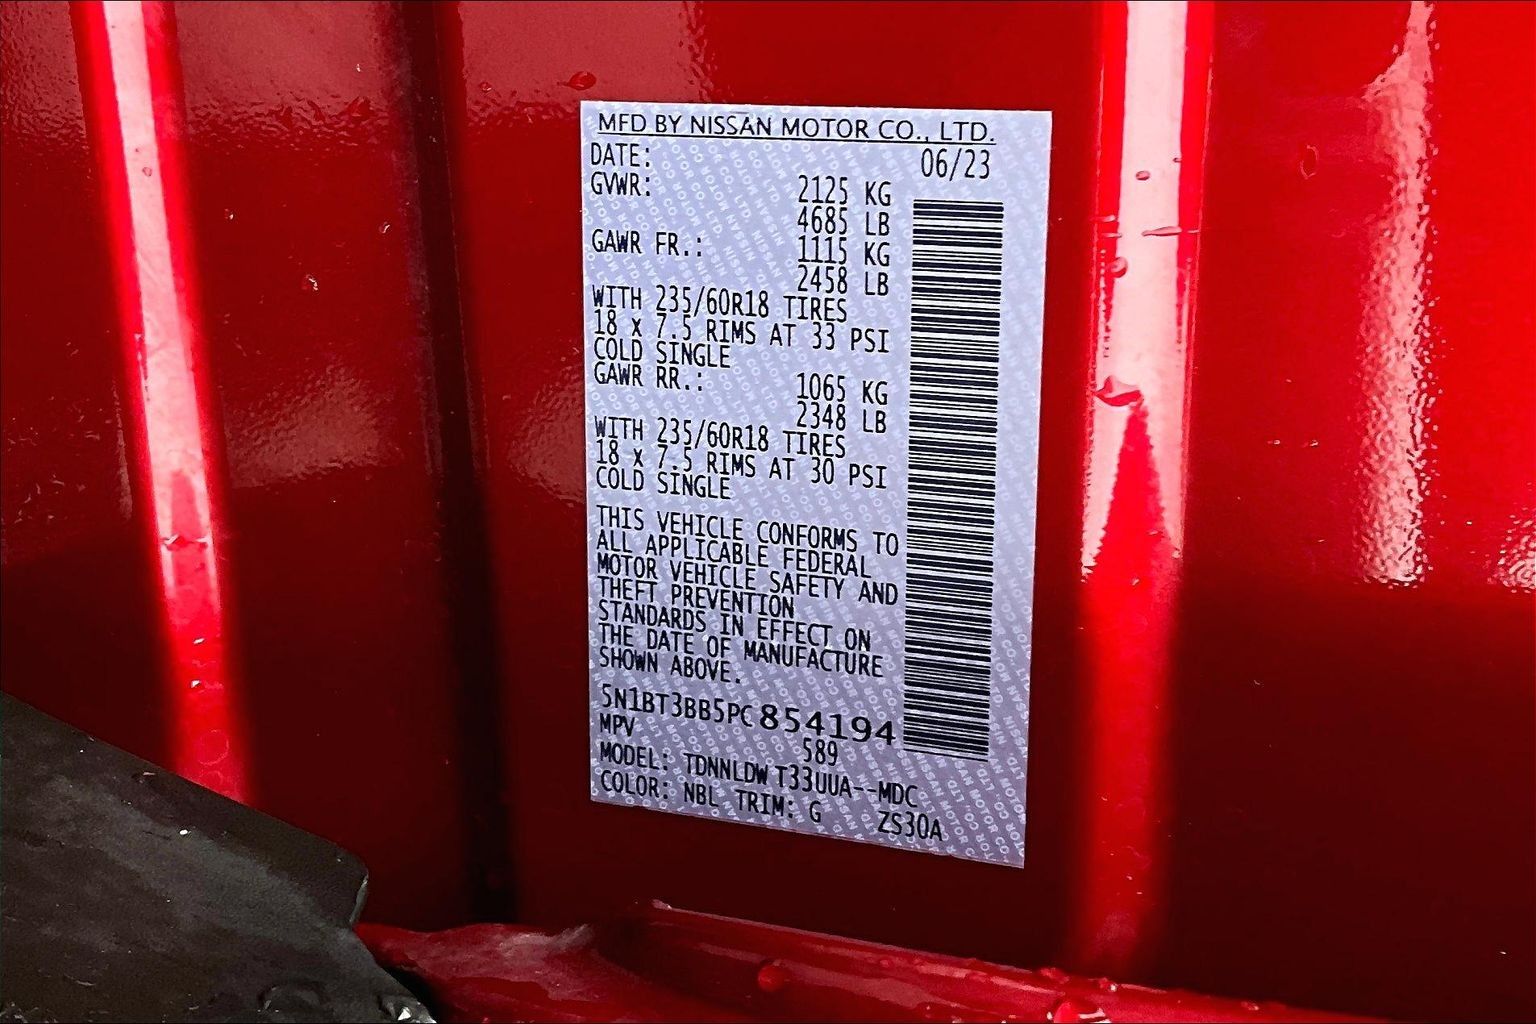 MFD BY NISSAN MOTOR CO., LTD.
DATE: 06/23
GVWR: 2125 KG
4685 LB
GAWR FR.: 1115 KG
2458 LB
WITH 235/60R18 TIRES
18 x 7.5 RIMS AT 33 PSI
COLD SINGLE
GAWR RR.: 1065 KG
2348 LB
WITH 235/60R18 TIRES
18 x 7.5 RIMS AT 30 PSI
COLD SINGLE
THIS VEHICLE CONFORMS TO
ALL APPLICABLE FEDERAL
MOTOR VEHICLE SAFETY AND
THEFT PREVENTION
STANDARDS IN EFFECT ON
THE DATE OF MANUFACTURE
SHOWN ABOVE.
5N1BT3BB5PC854194
MPV 589
MODEL: TDNNLDWT33UUA--MDC
COLOR: NBL TRIM: G ZS30A